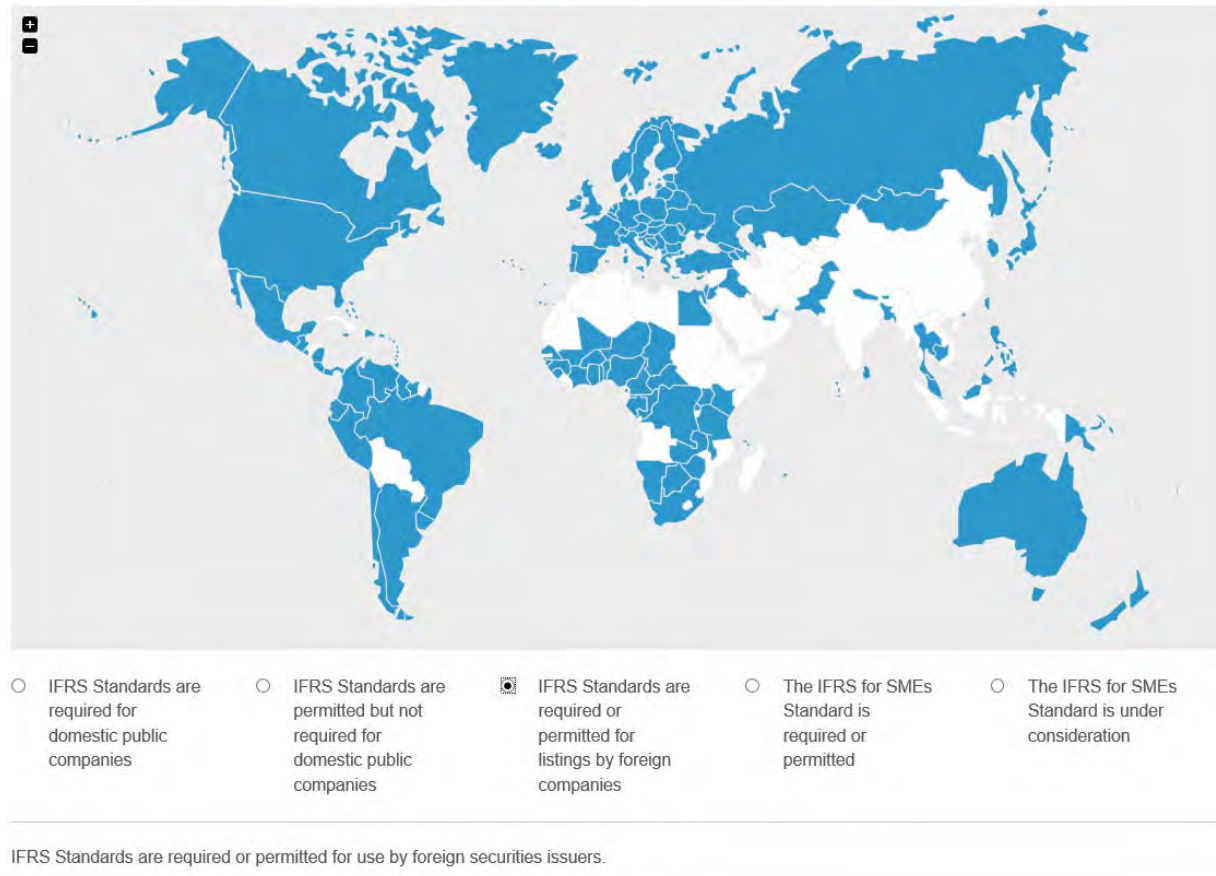 +
−
IFRS Standards are
required for
domestic public
companies
IFRS Standards are
permitted but not
required for
domestic public
companies
IFRS Standards are
required or
permitted for
listings by foreign
companies
The IFRS for SMEs
Standard is
required or
permitted
The IFRS for SMEs
Standard is under
consideration
IFRS Standards are required or permitted for use by foreign securities issuers.